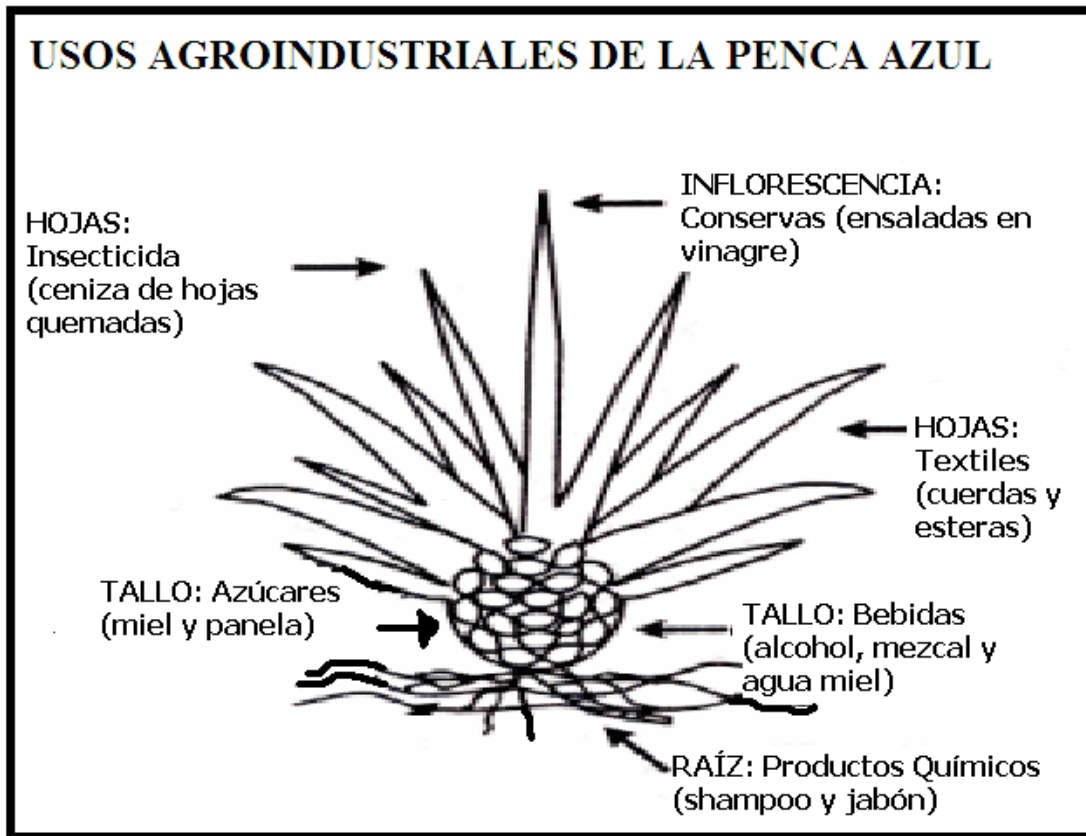 USOS AGROINDUSTRIALES DE LA PENCA AZUL
INFLORESCENCIA:
Conservas (ensaladas en
vinagre)
HOJAS:
Insecticida
(ceniza de hojas
quemadas)
HOJAS:
Textiles
(cuerdas y
esteras)
TALLO: Azúcares
(miel y panela)
TALLO: Bebidas
(alcohol, mezcal y
agua miel)
RAÍZ: Productos Químicos
(shampoo y jabón)